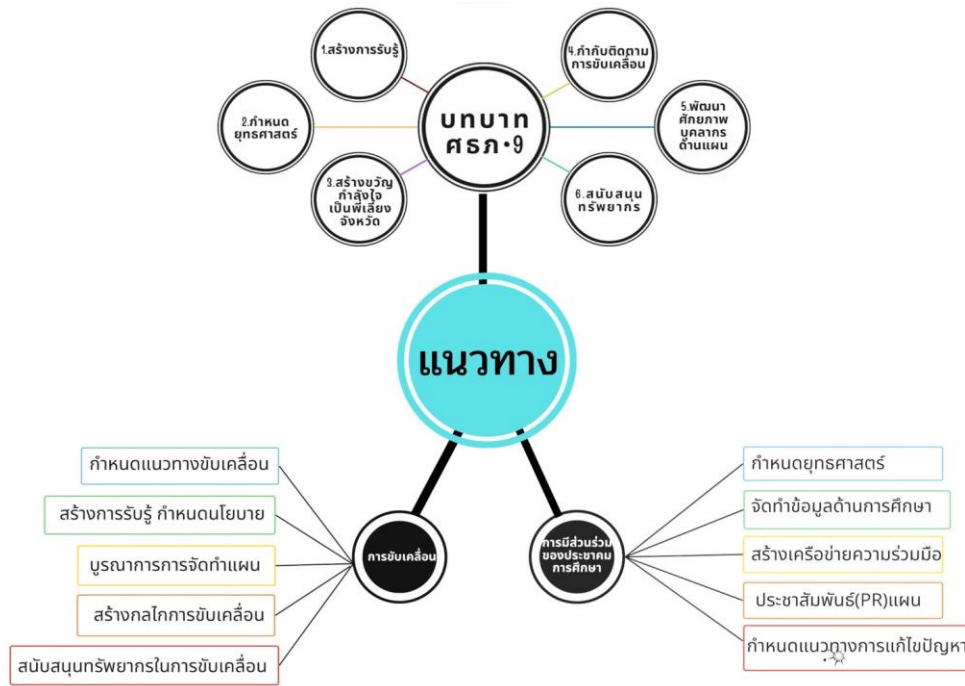 1.สร้างการรับรู้
4.กำกับติดตาม
การขับเคลื่อน
2.กำหนด
ยุทธศาสตร์
บทบาท
ศธภ.9
5.พัฒนา
ศักยภาพ
บุคลากร
ด้านแผน
3.สร้างขวัญ
กำลังใจ
เป็นพี่เลี้ยง
จังหวัด
6.สนับสนุน
ทรัพยากร
แนวทาง
กำหนดแนวทางขับเคลื่อน
สร้างการรับรู้ กำหนดนโยบาย
บูรณาการการจัดทำแผน
สร้างกลไกการขับเคลื่อน
สนับสนุนทรัพยากรในการขับเคลื่อน
การขับเคลื่อน
การมีส่วนร่วม
ของประชาคม
การศึกษา
กำหนดยุทธศาสตร์
จัดทำข้อมูลด้านการศึกษา
สร้างเครือข่ายความร่วมมือ
ประชาสัมพันธ์(PR)แผน
กำหนดแนวทางการแก้ไขปัญหา